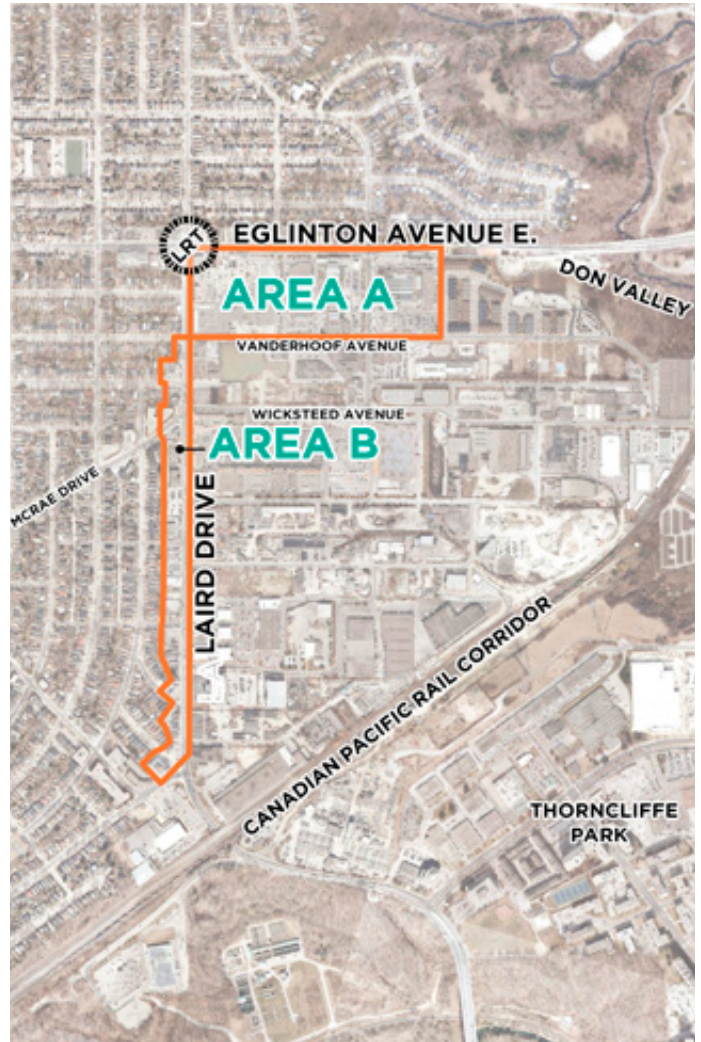 LRT
EGLINTON AVENUE E.
DON VALLEY
AREA A
VANDERHOOF AVENUE
WICKSTEED AVENUE
AREA B
MCRAE DRIVE
LAIRD DRIVE
CANADIAN PACIFIC RAIL CORRIDOR
THORNCLIFFE
PARK